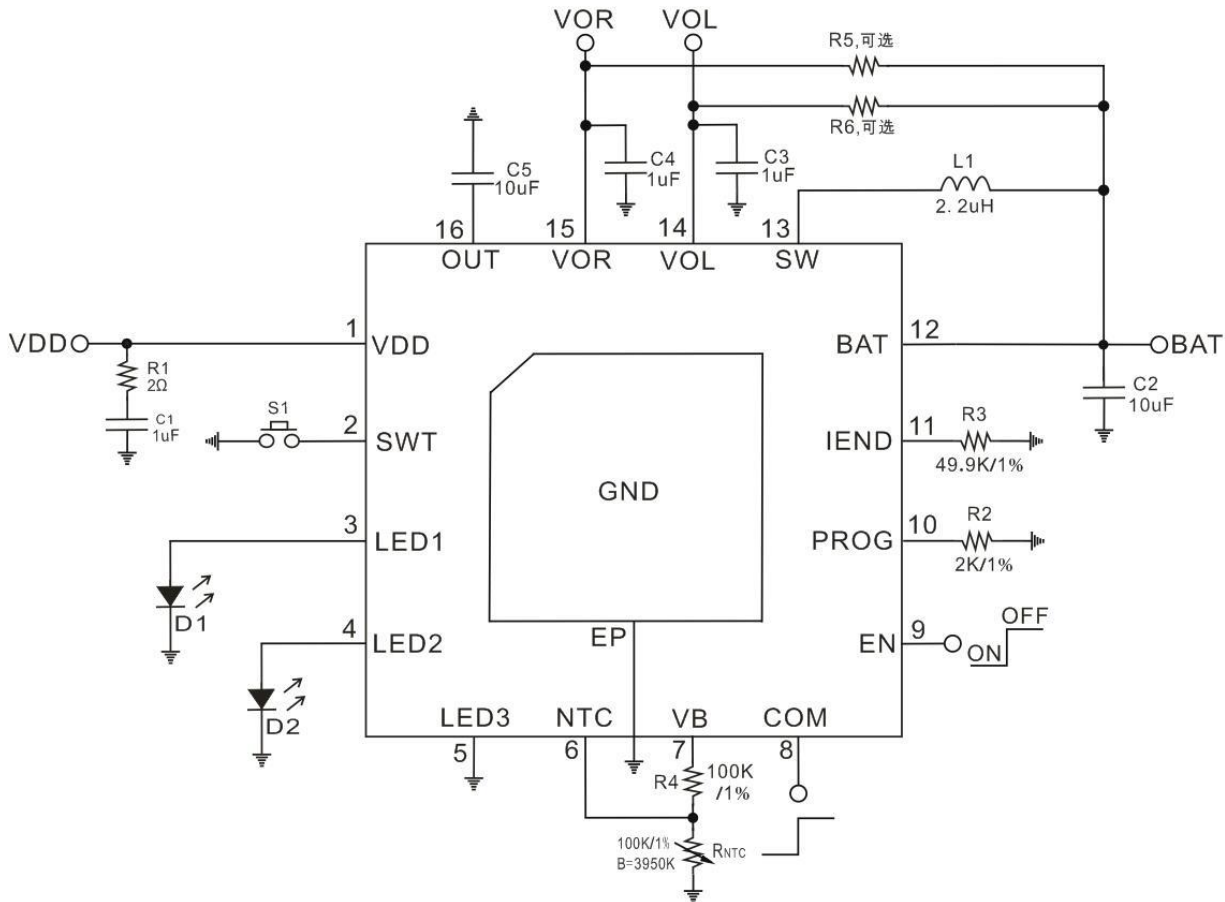 VOR
VOL
R5,可选
R6,可选
C5
10uF
C4
1uF
C3
1uF
L1
2.2uH
16
15
14
13
OUT
VOR
VOL
SW
VDD
1
VDD
12
BAT
BAT
R1
2Ω
C1
1uF
C2
10uF
S1
2
SWT
11
IEND
R3
49.9K/1%
GND
3
LED1
10
PROG
R2
2K/1%
D1
4
LED2
EP
9
EN
ON
OFF
D2
LED3
NTC
VB
COM
5
6
7
8
R4
100K
/1%
100K/1%
B=3950K
RNTC